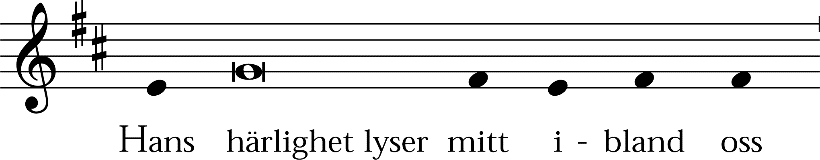 Hans härlighet lyser mitt i - bland oss